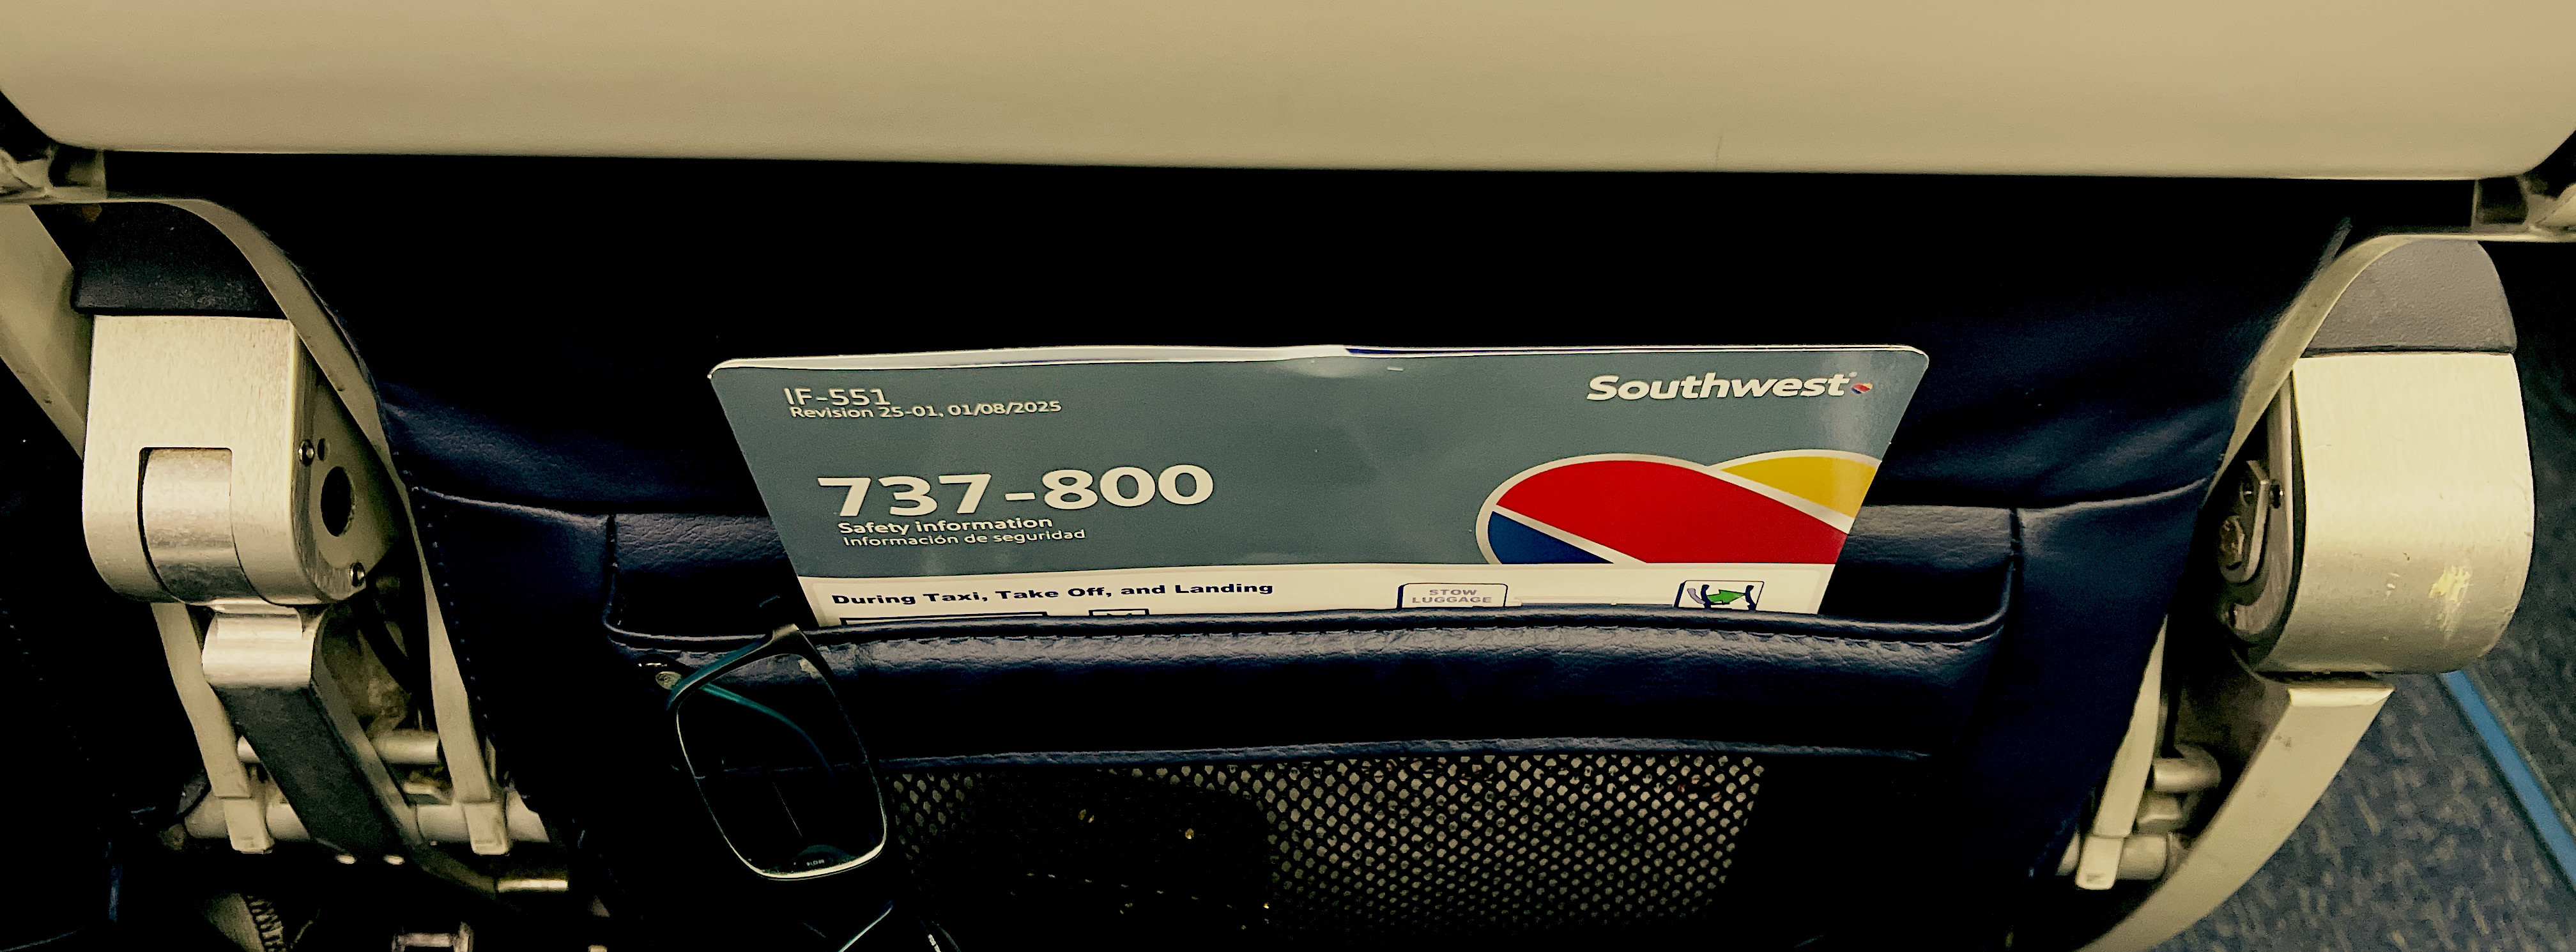 IF-551
Revision 25-01, 01/08/2025
Southwest®
737-800
Safety information
Información de seguridad
During Taxi, Take Off, and Landing
STOW
LUGGAGE